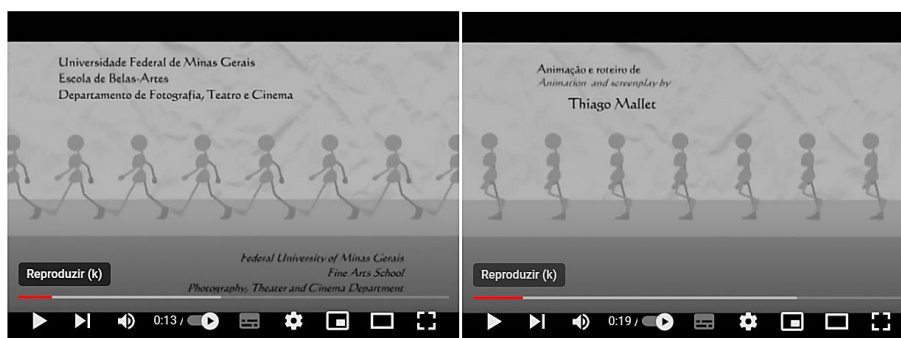 Universidade Federal de Minas Gerais
Escola de Belas-Artes
Departamento de Fotografia, Teatro e Cinema
Federal University of Minas Gerais
Fine Arts School
Photography, Theater and Cinema Department
Reproduzir (k)
0:13 /
Animação e roteiro de
Animation and screenplay by
Thiago Mallet
Reproduzir (k)
0:19 /